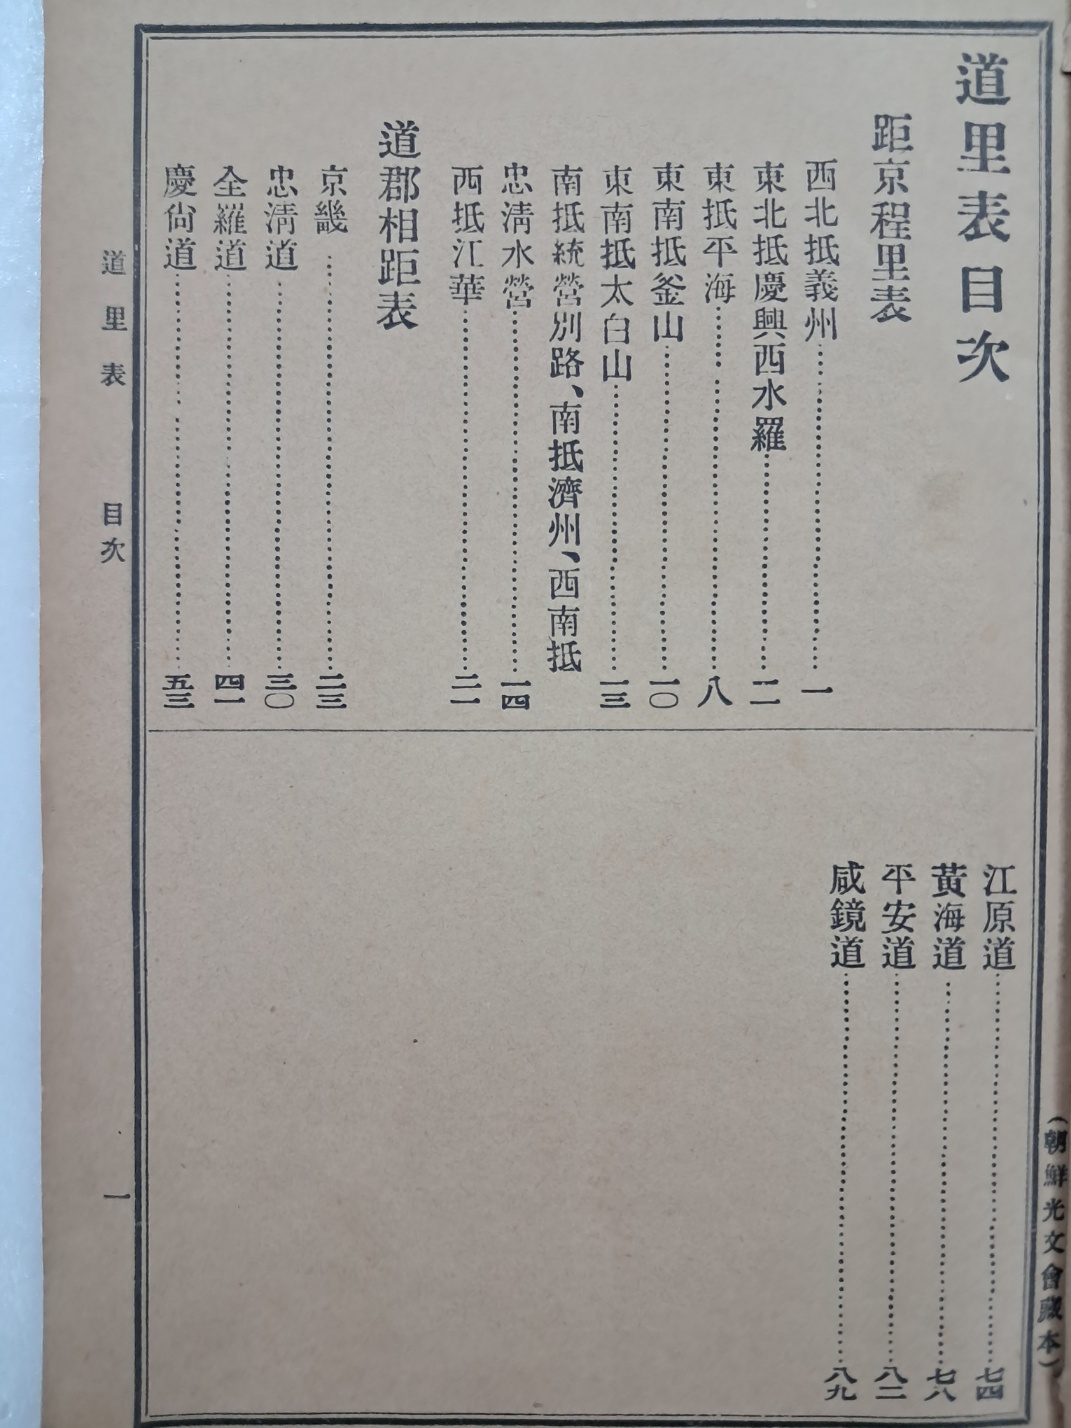 道里表目次
距京程里表
西北抵義州……一
東北抵慶興西水羅……二
東抵平海……八
東南抵釜山……一〇
東南抵太白山……一三
南抵統營別路、南抵濟州、西南抵
忠淸水營……一四
西抵江華……二一
道郡相距表
京畿……二三
忠淸道……三〇
全羅道……四一
慶尙道……五三
江原道……七四
黃海道……七八
平安道……八二
咸鏡道……八九
道里表 目次 一
(朝鮮光文會藏本)